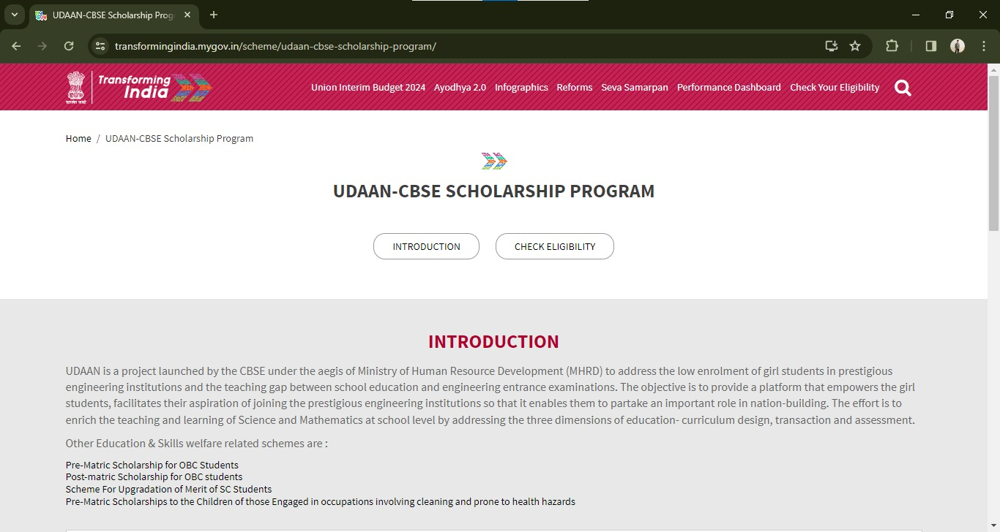 UDAAN-CBSE Scholarship Prog
transformingindia.mygov.in/scheme/udaan-cbse-scholarship-program/
सत्यमेव जयते
Transforming
India
Union Interim Budget 2024 Ayodhya 2.0 Infographics Reforms Seva Samarpan Performance Dashboard Check Your Eligibility
Home / UDAAN-CBSE Scholarship Program
UDAAN-CBSE SCHOLARSHIP PROGRAM
INTRODUCTION CHECK ELIGIBILITY
INTRODUCTION
UDAAN is a project launched by the CBSE under the aegis of Ministry of Human Resource Development (MHRD) to address the low enrolment of girl students in prestigious
engineering institutions and the teaching gap between school education and engineering entrance examinations. The objective is to provide a platform that empowers the girl
students, facilitates their aspiration of joining the prestigious engineering institutions so that it enables them to partake an important role in nation-building. The effort is to
enrich the teaching and learning of Science and Mathematics at school level by addressing the three dimensions of education- curriculum design, transaction and assessment.
Other Education & Skills welfare related schemes are :
Pre-Matric Scholarship for OBC Students
Post-matric Scholarship for OBC students
Scheme For Upgradation of Merit of SC Students
Pre-Matric Scholarships to the Children of those Engaged in occupations involving cleaning and prone to health hazards